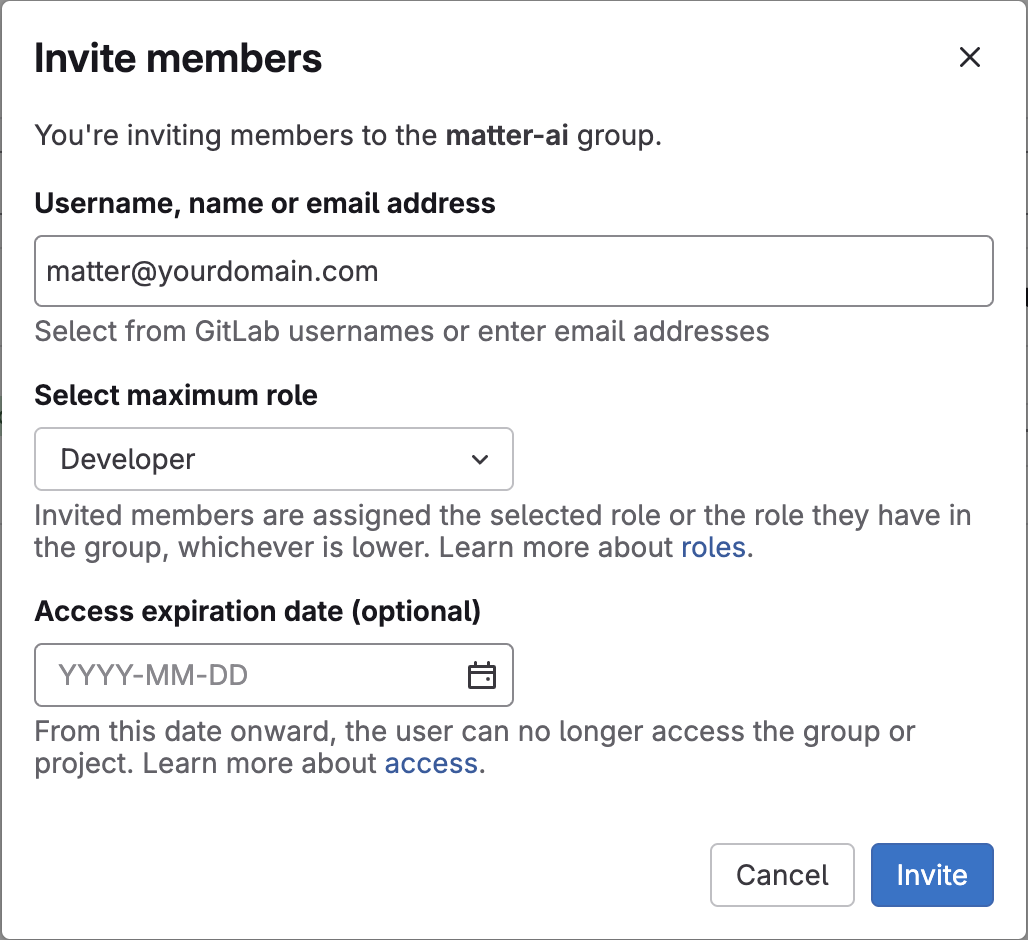 Invite members
You're inviting members to the matter-ai group.
Username, name or email address
matter@yourdomain.com
Select from GitLab usernames or enter email addresses
Select maximum role
Developer
Invited members are assigned the selected role or the role they have in
the group, whichever is lower. Learn more about roles.
Access expiration date (optional)
YYYY-MM-DD
From this date onward, the user can no longer access the group or
project. Learn more about access.
Cancel
Invite